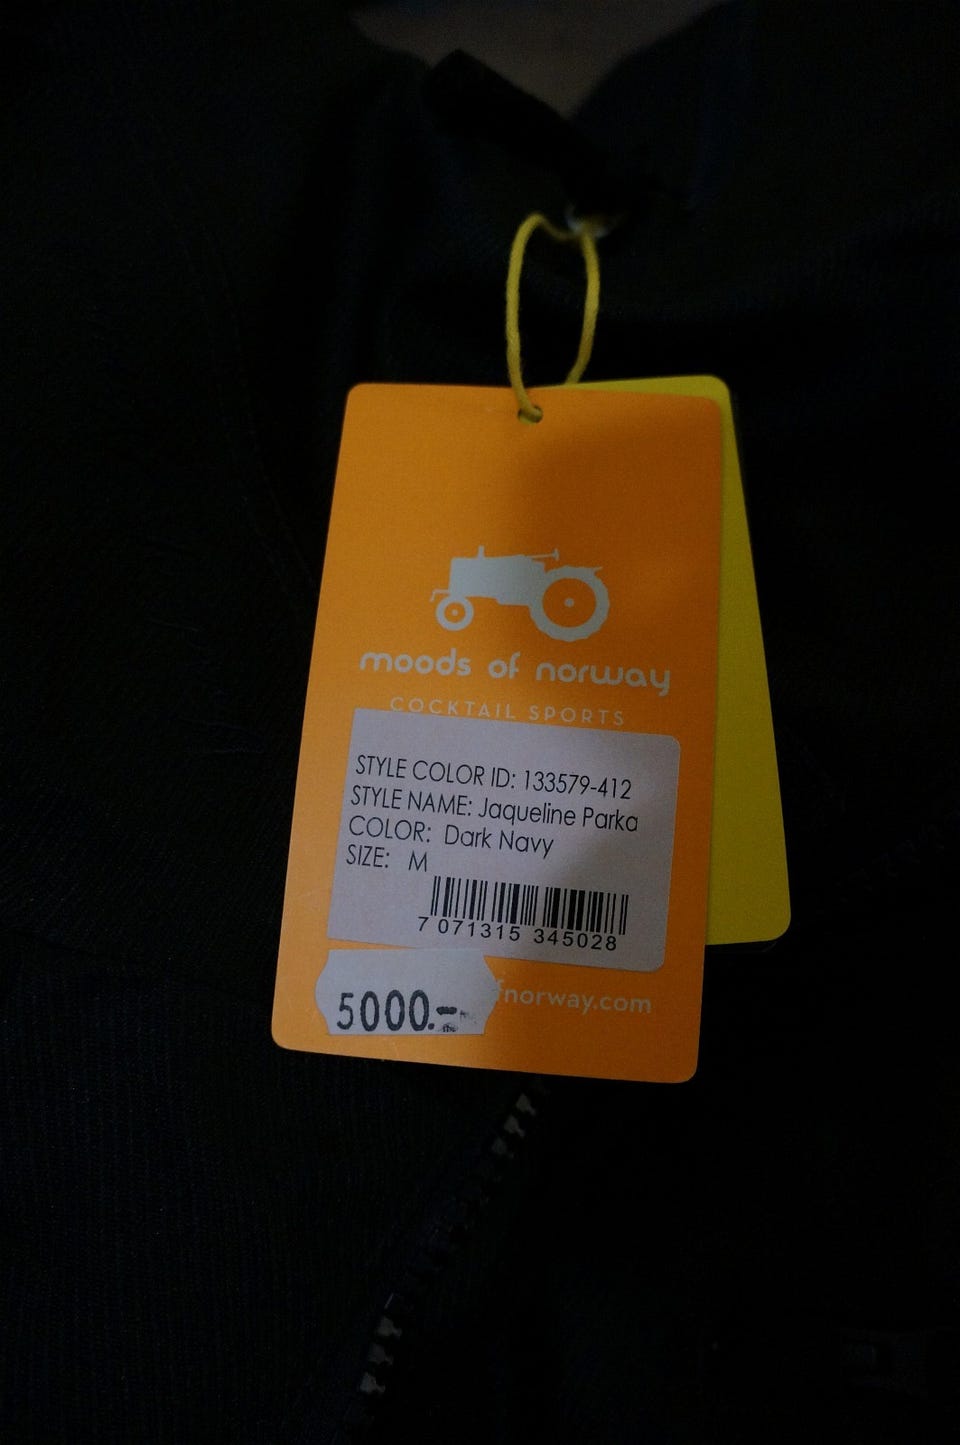 moods of norway
COCKTAIL SPORTS
STYLE COLOR ID: 133579-412
STYLE NAME: Jaqueline Parka
COLOR: Dark Navy
SIZE: M
7 071315 345028
fnorway.com
5000.-